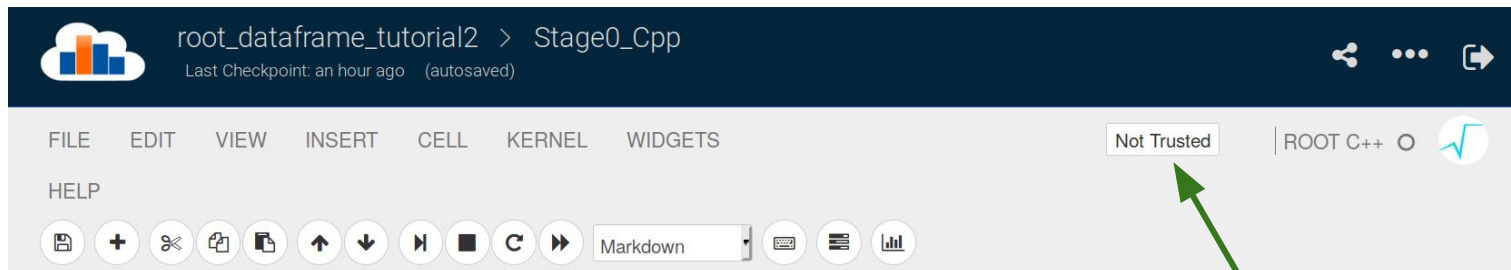 root_dataframe_tutorial2 > Stage0_Cpp
Last Checkpoint: an hour ago (autosaved)
FILE EDIT VIEW INSERT CELL KERNEL WIDGETS Not Trusted ROOT C++
HELP
Markdown